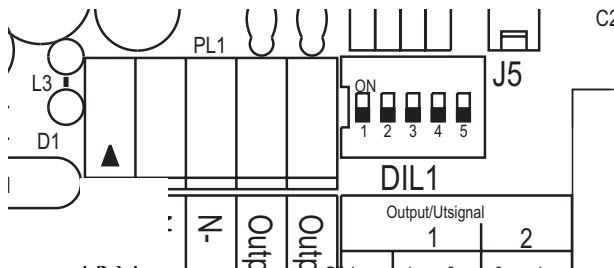 C2
PL1
L3
J5
ON
1 2 3 4 5
D1
DIL1
Output/Utsignal
1 2
-N
Outp
Outp